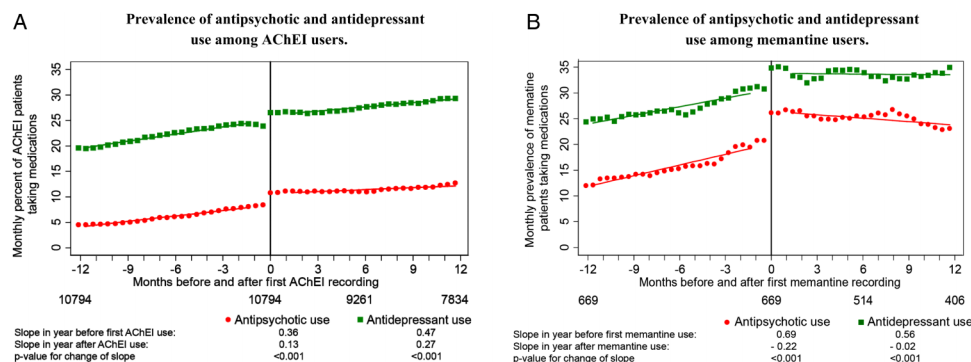 A
Prevalence of antipsychotic and antidepressant
use among AChEI users.
Monthly percent of AChEI patients
taking medications
35
30
25
20
15
10
5
0
-12 -9 -6 -3 0 3 6 9 12
Months before and after first AChEI recording
10794 10794 9261 7834
Antipsychotic use Antidepressant use
Slope in year before first AChEI use: 0.36 0.47
Slope in year after AChEI use: 0.13 0.27
p-value for change of slope <0.001 <0.001
B
Prevalence of antipsychotic and antidepressant
use among memantine users.
Monthly prevalence of memantine
patients taking medications
35
30
25
20
15
10
5
0
-12 -9 -6 -3 0 3 6 9 12
Months before and after first memantine recording
669 669 514 406
Antipsychotic use Antidepressant use
Slope in year before first memantine use: 0.69 0.56
Slope in year after memantine use: - 0.22 - 0.02
p-value for change of slope <0.001 <0.001